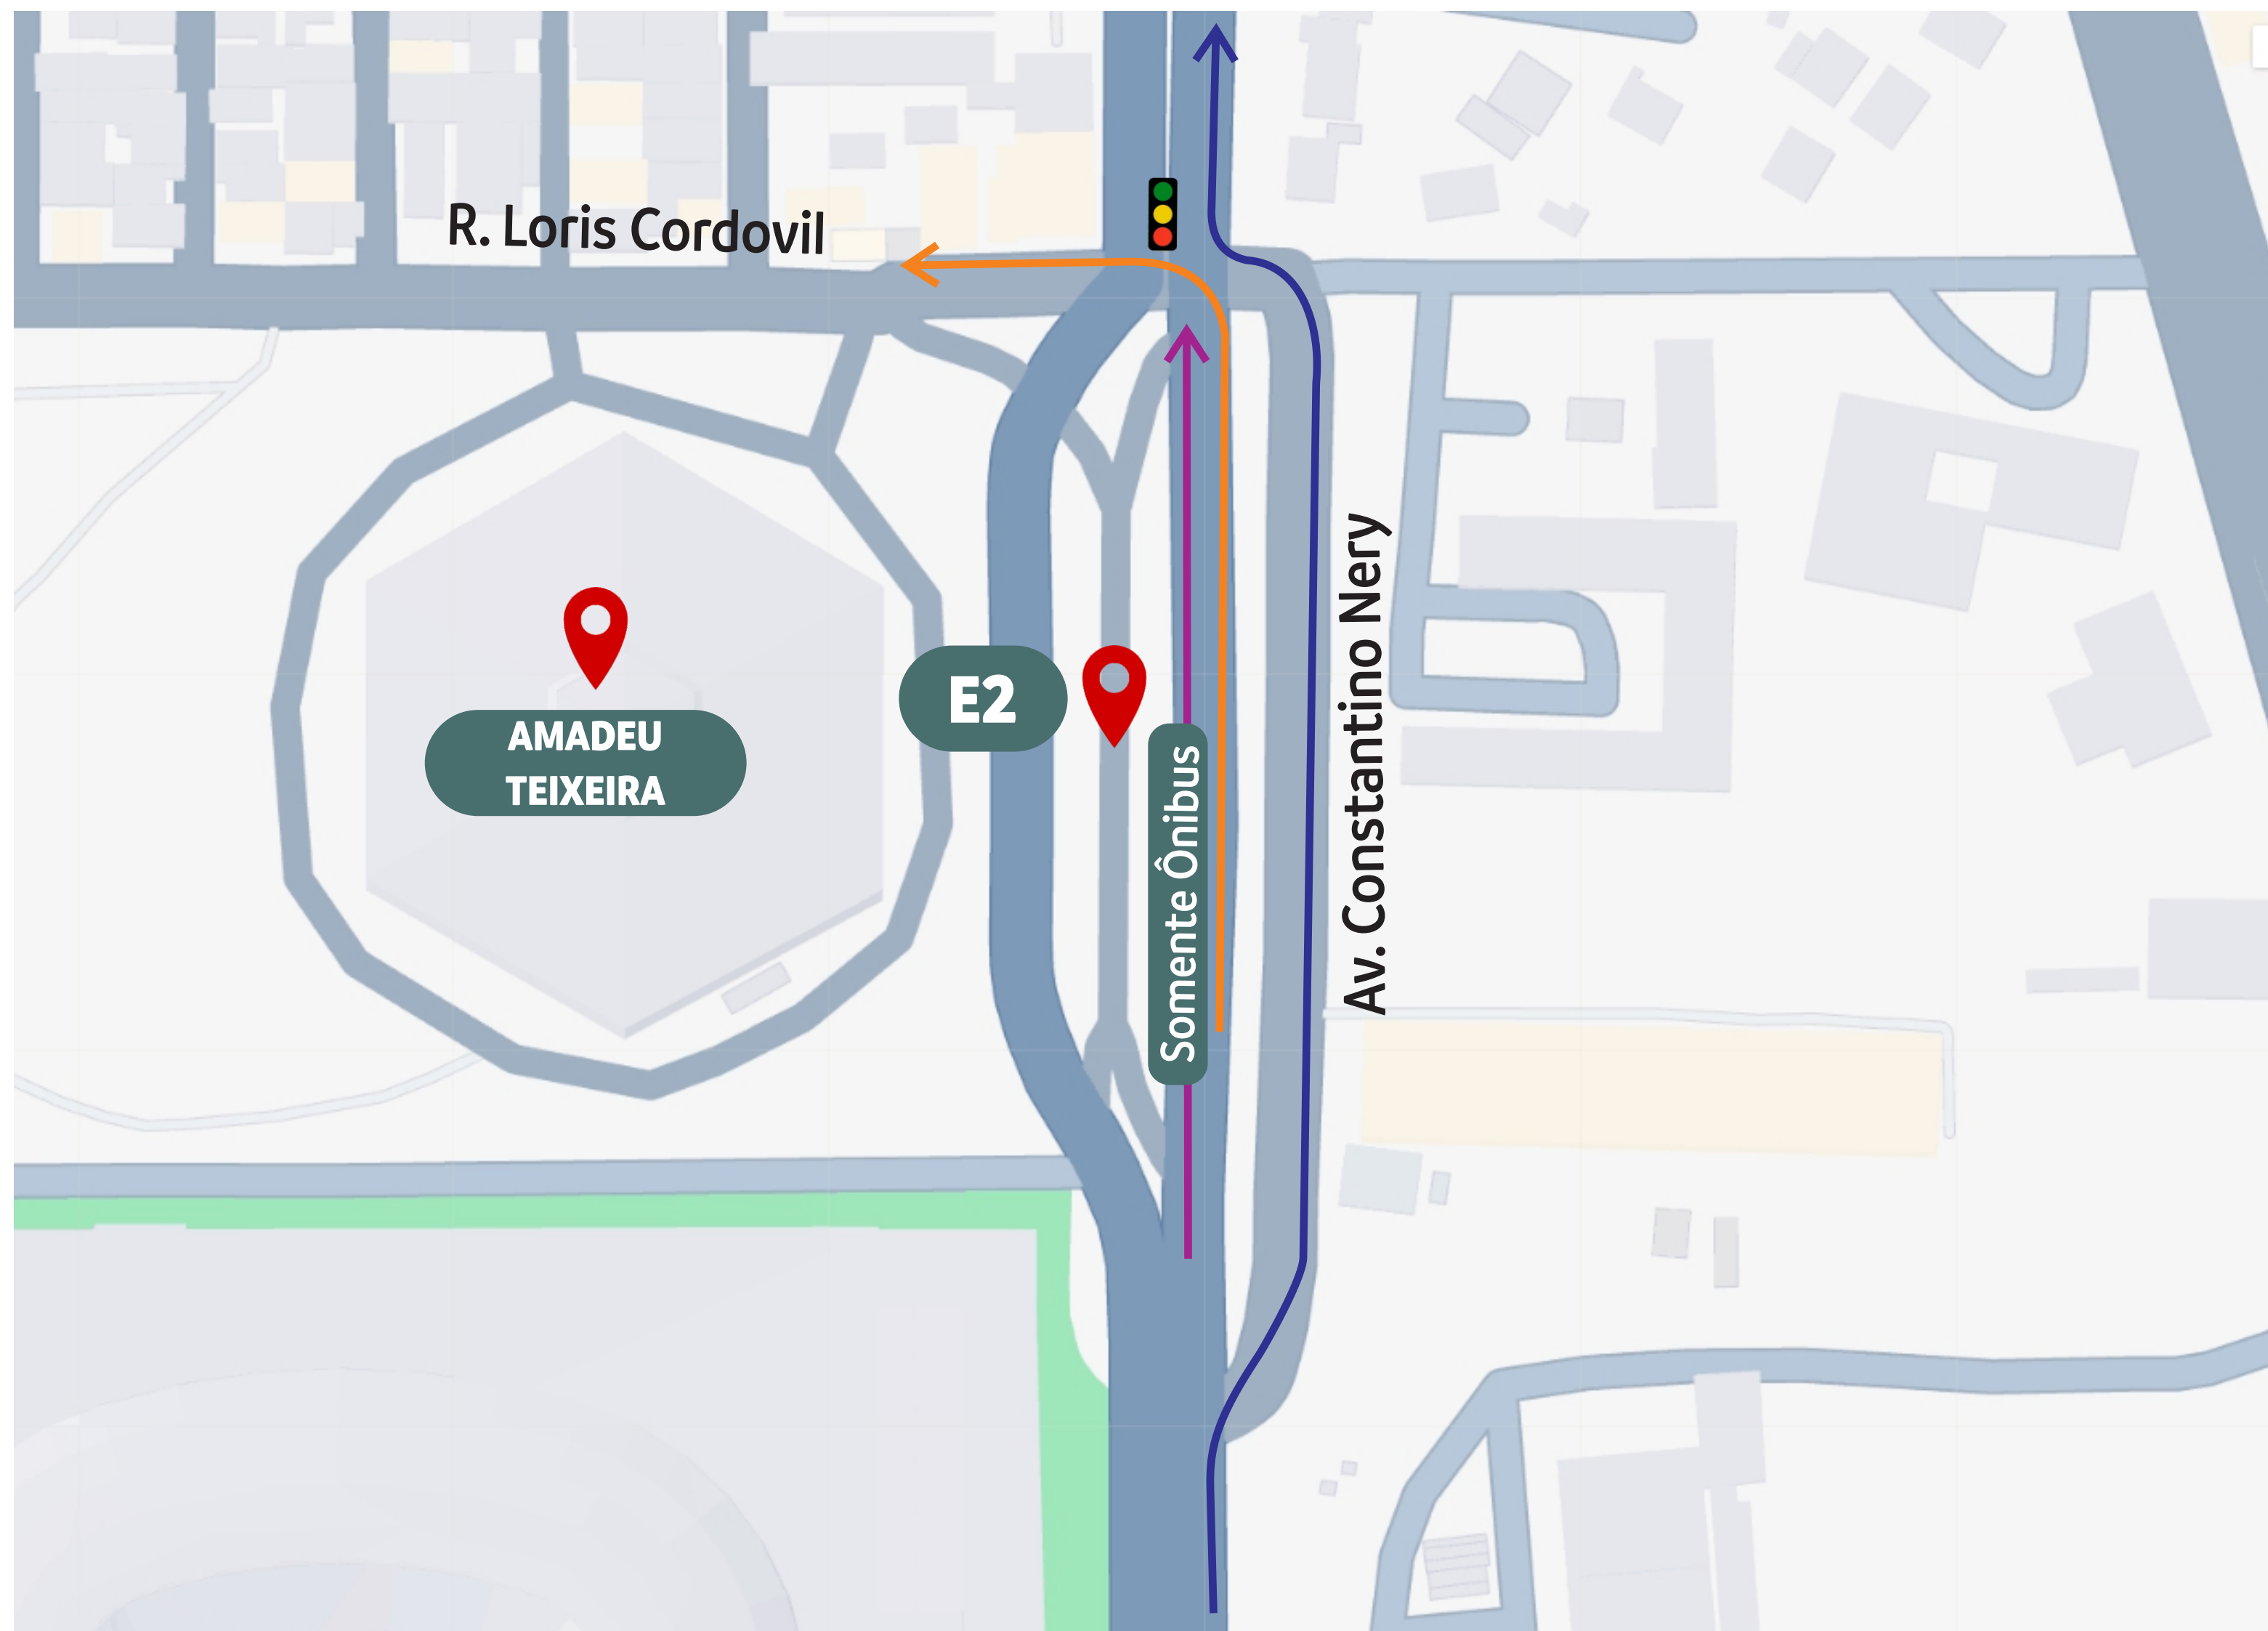 R. Loris Cordovil
AMADEU
TEIXEIRA
E2
Somente Ônibus
Av. Constantino Nery